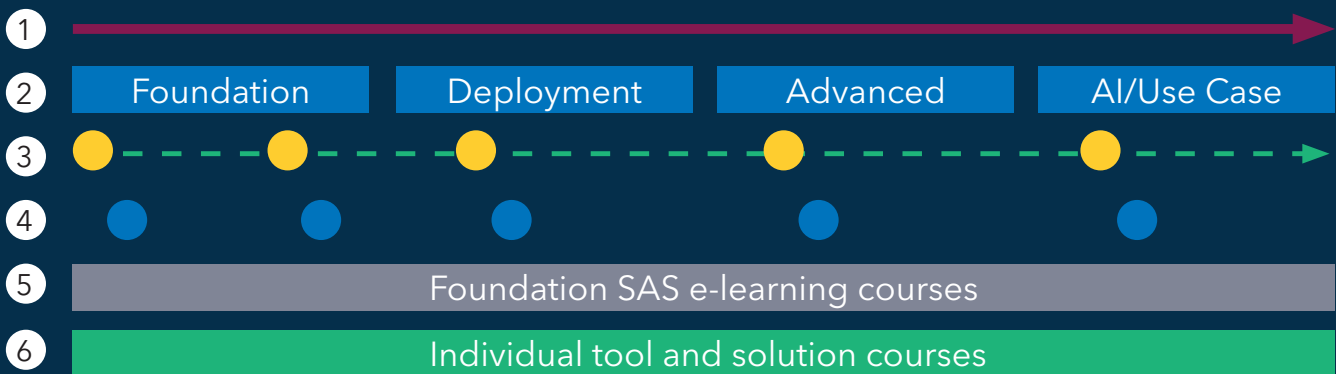 1
2 Foundation Deployment Advanced AI/Use Case
3
4
5 Foundation SAS e-learning courses
6 Individual tool and solution courses